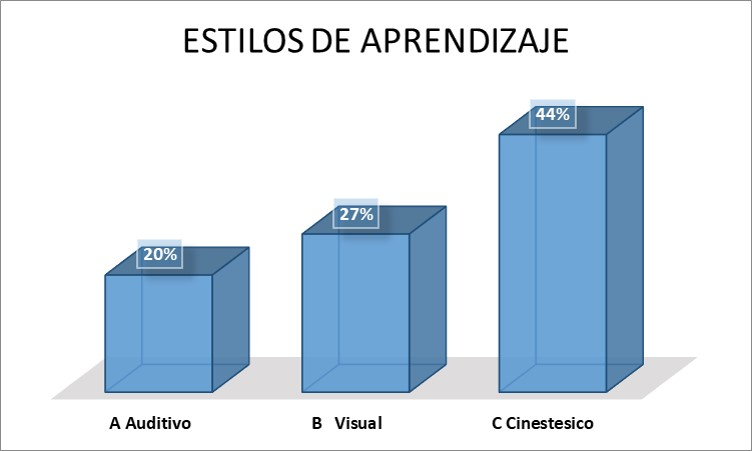 ESTILOS DE APRENDIZAJE
44%
27%
20%
A Auditivo
B Visual
C Cinestesico